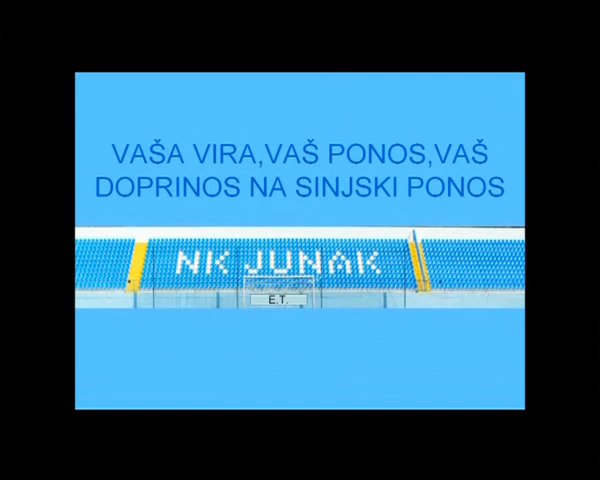 VAŠA VIRA,VAŠ PONOS,VAŠ
DOPRINOS NA SINJSKI PONOS
NK JUNAK
E.T.